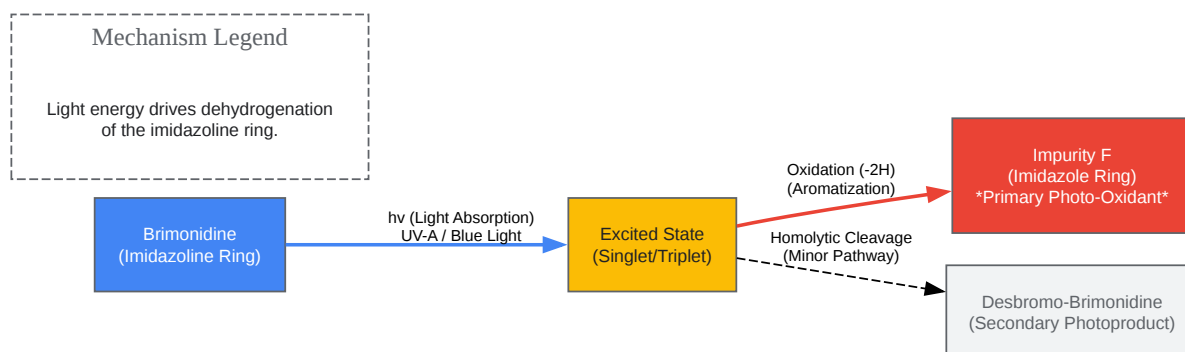 Mechanism Legend
Light energy drives dehydrogenation
of the imidazoline ring.
Brimonidine
(Imidazoline Ring)
hv (Light Absorption)
UV-A / Blue Light
Excited State
(Singlet/Triplet)
Oxidation (-2H)
(Aromatization)
Homolytic Cleavage
(Minor Pathway)
Impurity F
(Imidazole Ring)
*Primary Photo-Oxidant*
Desbromo-Brimonidine
(Secondary Photoproduct)